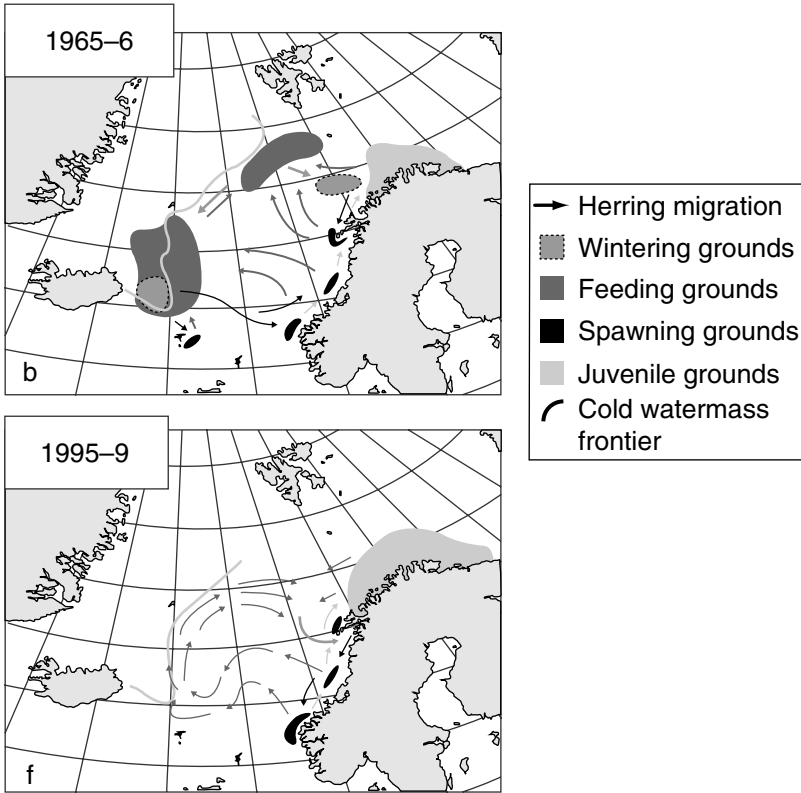 1965–6
b
Herring migration
Wintering grounds
Feeding grounds
Spawning grounds
Juvenile grounds
Cold watermass
frontier
1995–9
f